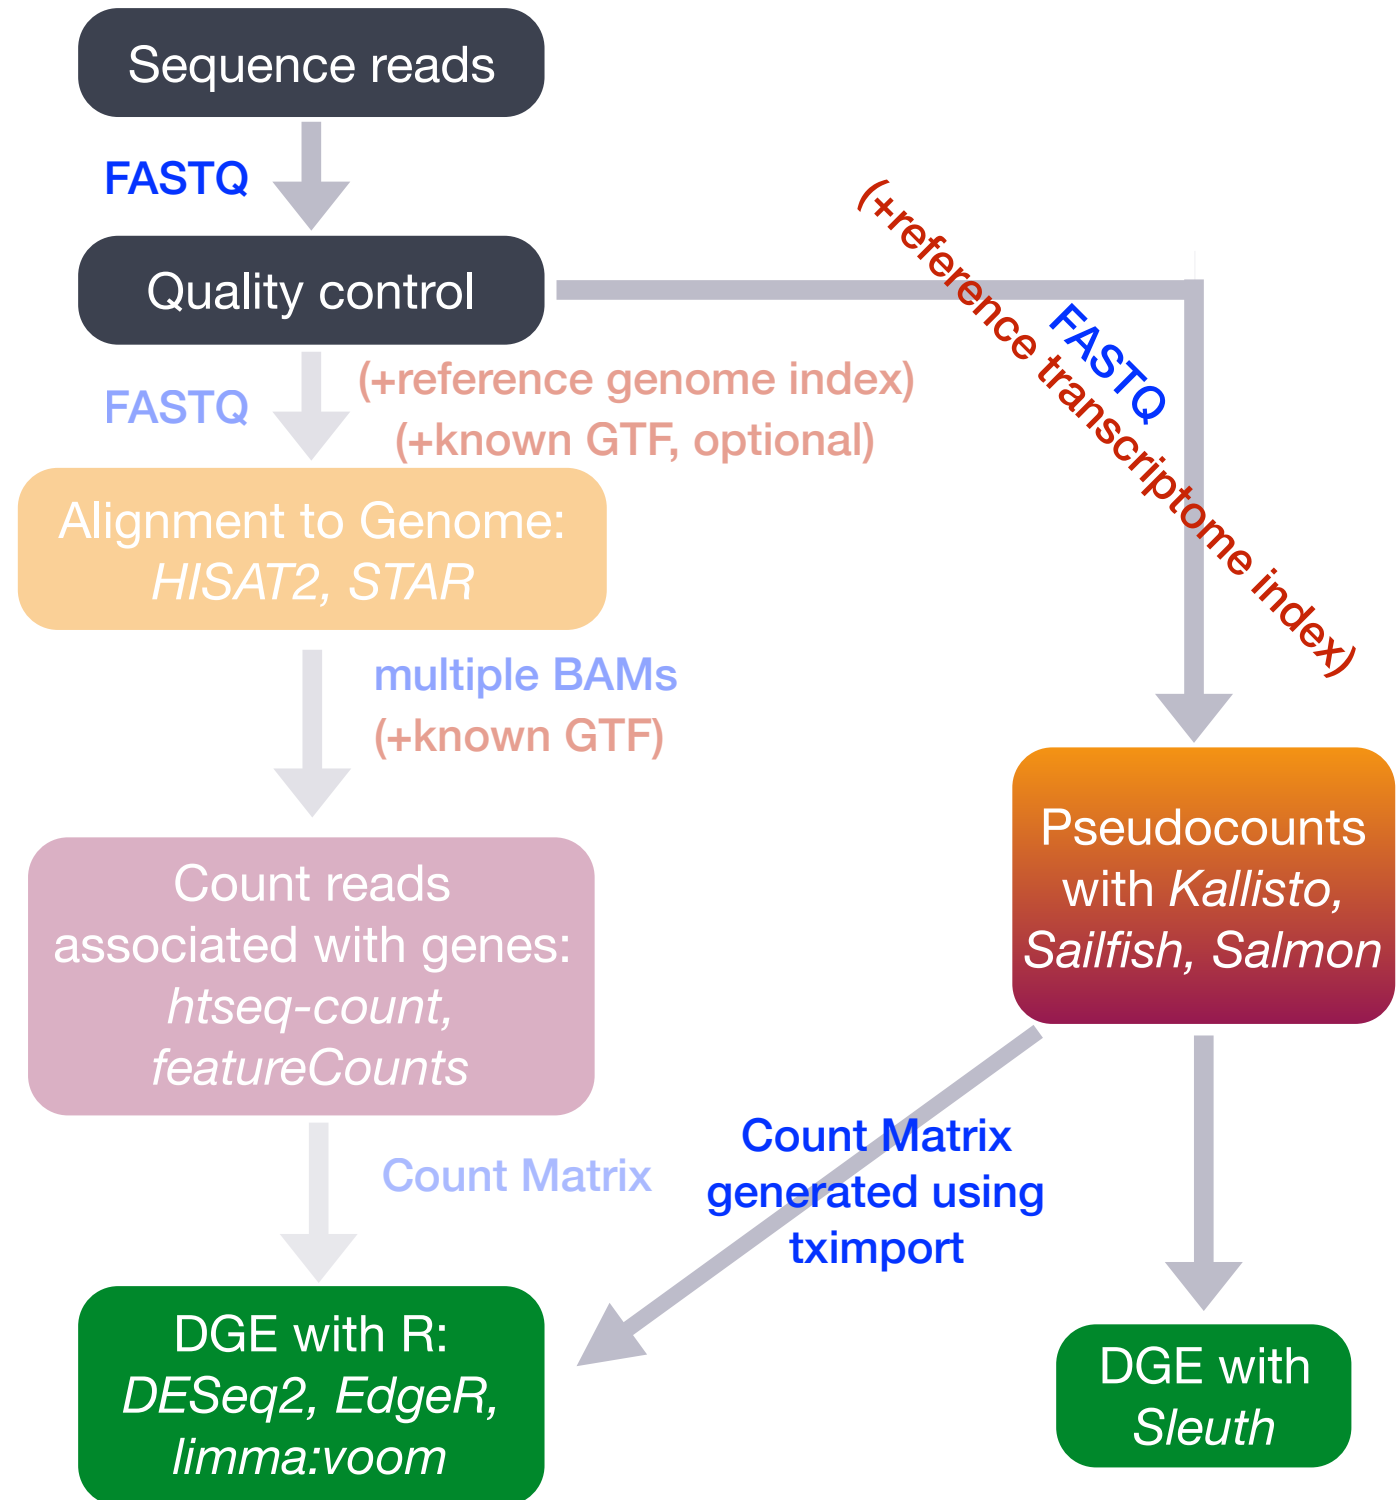 Sequence reads
FASTQ
Quality control
FASTQ
(+reference genome index)
(+known GTF, optional)
(+reference transcriptome index)
FASTQ
Alignment to Genome:
HISAT2, STAR
multiple BAMs
(+known GTF)
Count reads
associated with genes:
htseq-count,
featureCounts
Pseudocounts
with Kallisto,
Sailfish, Salmon
Count Matrix
Count Matrix
generated using
tximport
DGE with R:
DESeq2, EdgeR,
limma:voom
DGE with
Sleuth